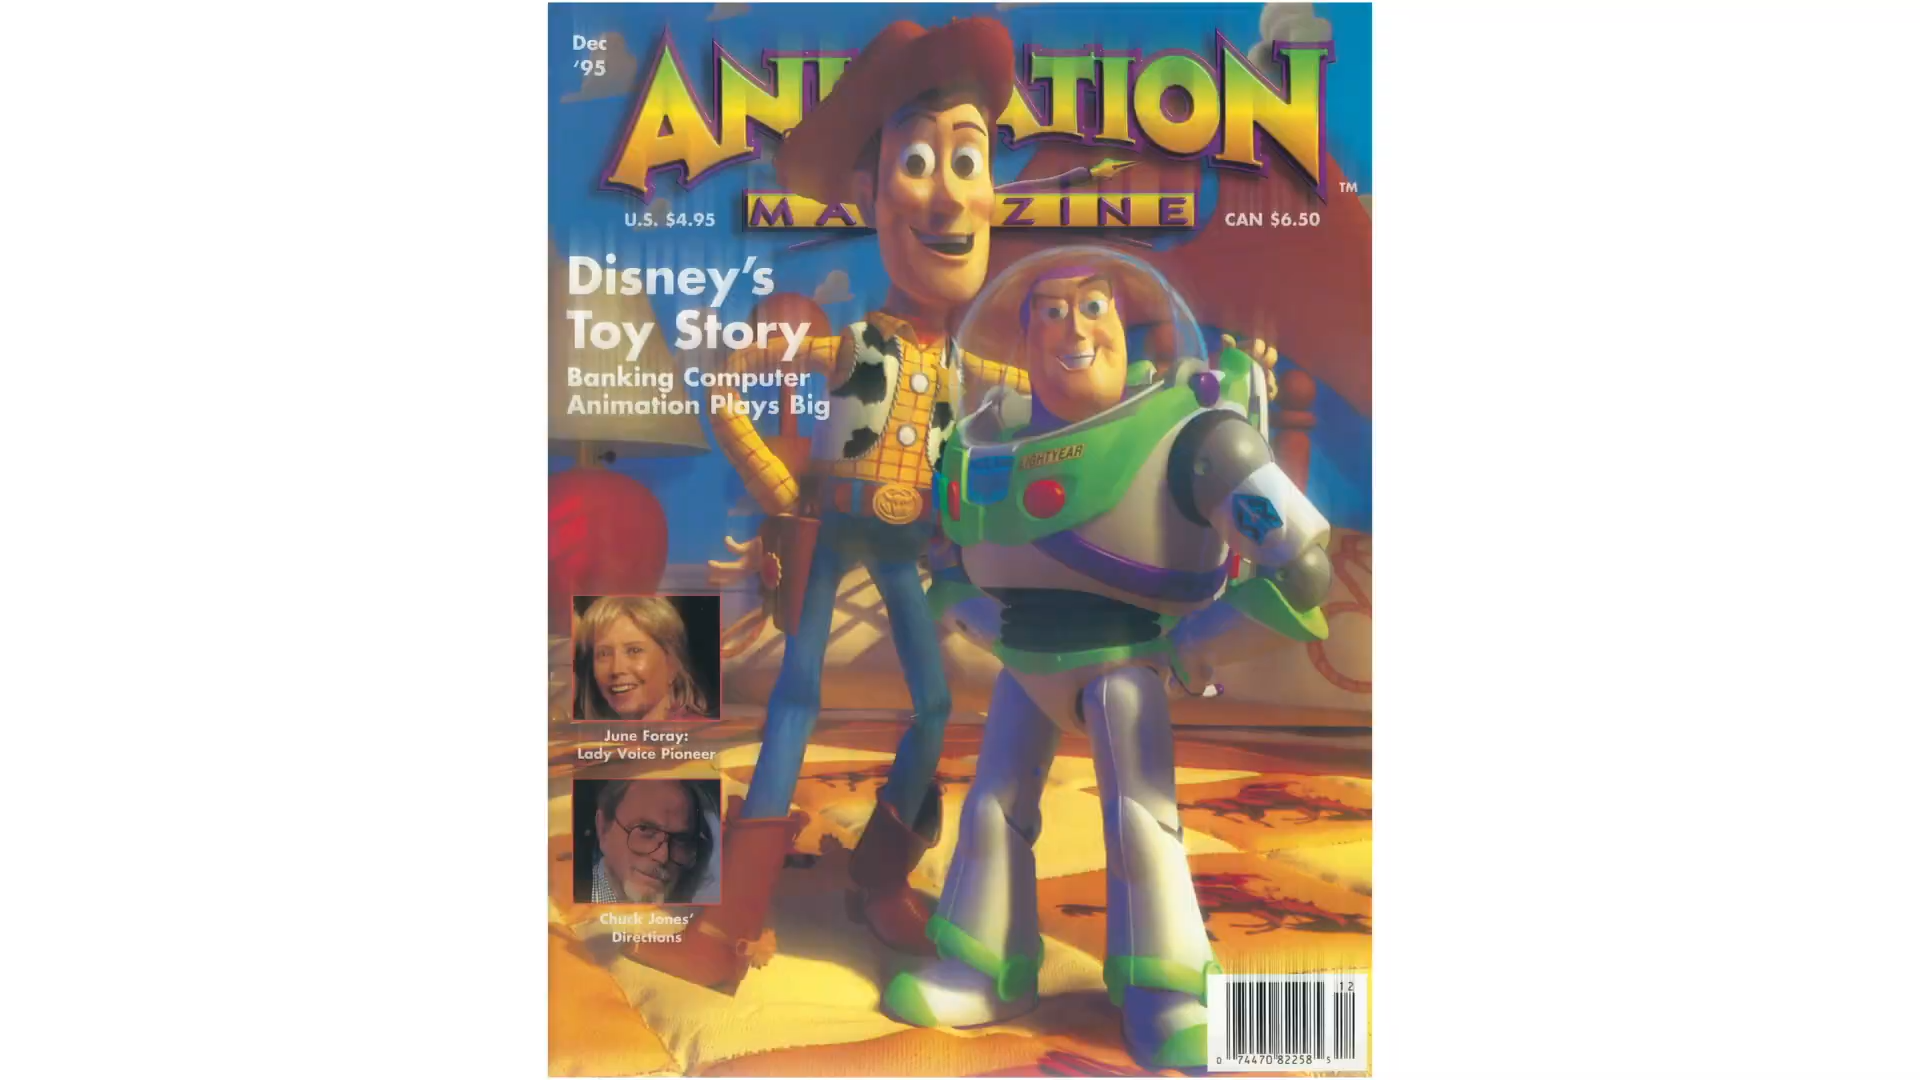 Dec
'95
ANIMATION
MAGAZINE
TM
U.S. $4.95
CAN $6.50
Disney's
Toy Story
Banking Computer
Animation Plays Big
LIGHTYEAR
June Foray:
Lady Voice Pioneer
Chuck Jones'
Directions
12
0 74470 82258 5